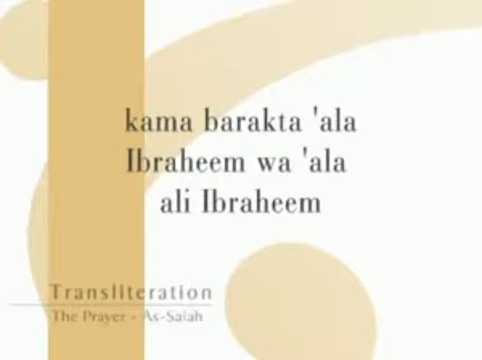 kama barakta 'ala
Ibraheem wa 'ala
ali Ibraheem
Transliteration
The Prayer - As-Salah